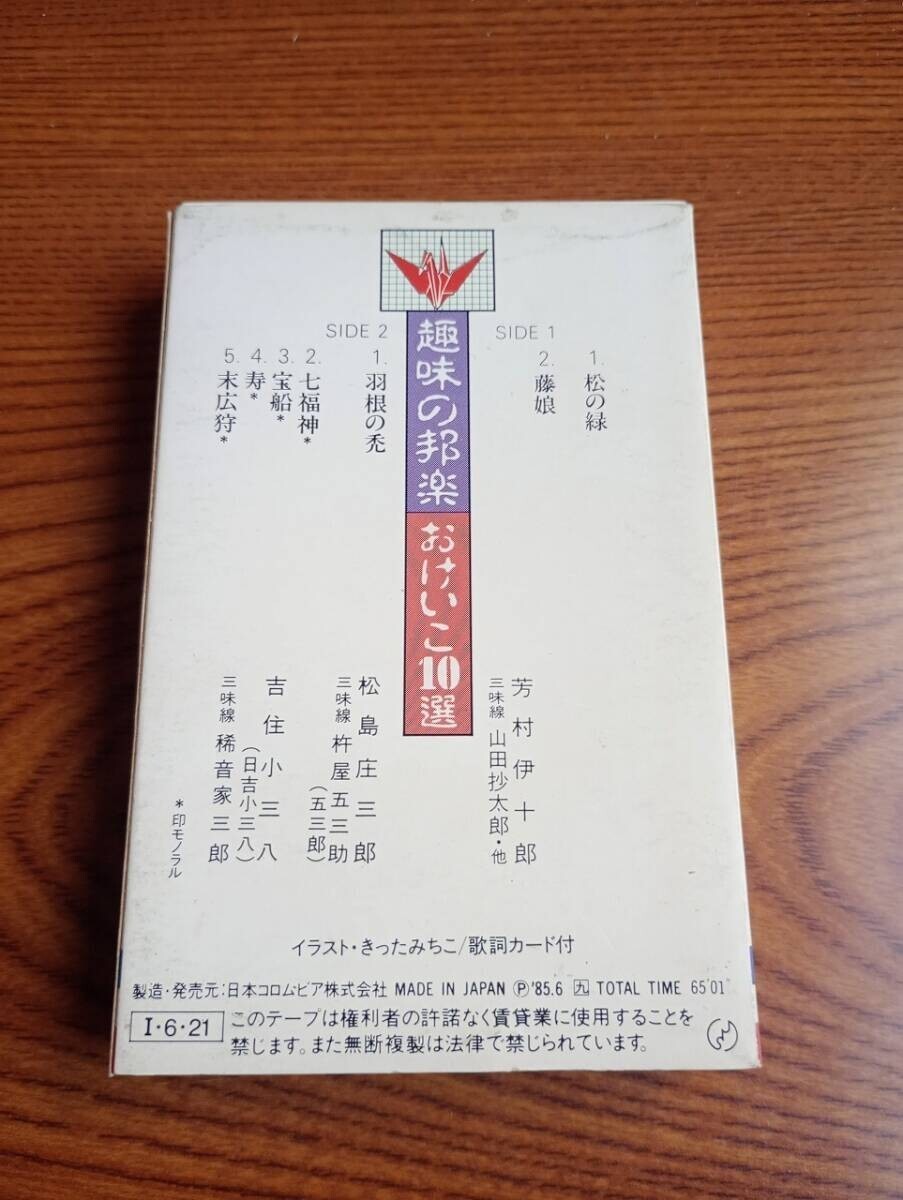 趣味の邦楽
おけいこ10選
SIDE 1
1. 松の緑
2. 藤娘
芳村伊十郎
三味線 山田抄太郎・他
SIDE 2
1. 羽根の禿
2. 七福神*
3. 宝船*
4. 寿*
5. 末広狩*
松島庄三郎
三味線 杵屋五三助
(五三郎)
吉住小三八
(日吉小三八)
三味線 稀音家三郎
*印モノラル
イラスト・きったみちこ/歌詞カード付
製造・発売元:日本コロムビア株式会社 MADE IN JAPAN Ⓟ'85.6 九 TOTAL TIME 65'01"
I・6・21
このテープは権利者の許諾なく賃貸業に使用することを
禁じます。また無断複製は法律で禁じられています。